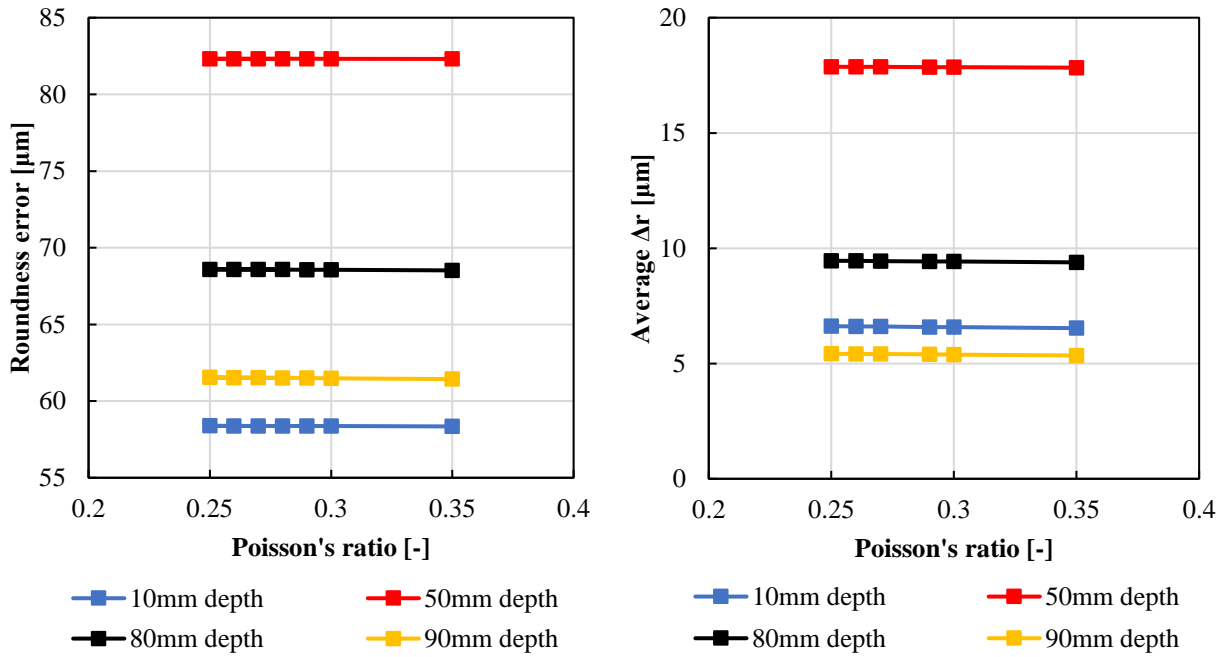 85
80
75
70
65
60
55
Roundness error [µm]
0.2 0.25 0.3 0.35 0.4
Poisson's ratio [-]
10mm depth 50mm depth
80mm depth 90mm depth
20
15
10
5
0
Average Δr [µm]
0.2 0.25 0.3 0.35 0.4
Poisson's ratio [-]
10mm depth 50mm depth
80mm depth 90mm depth